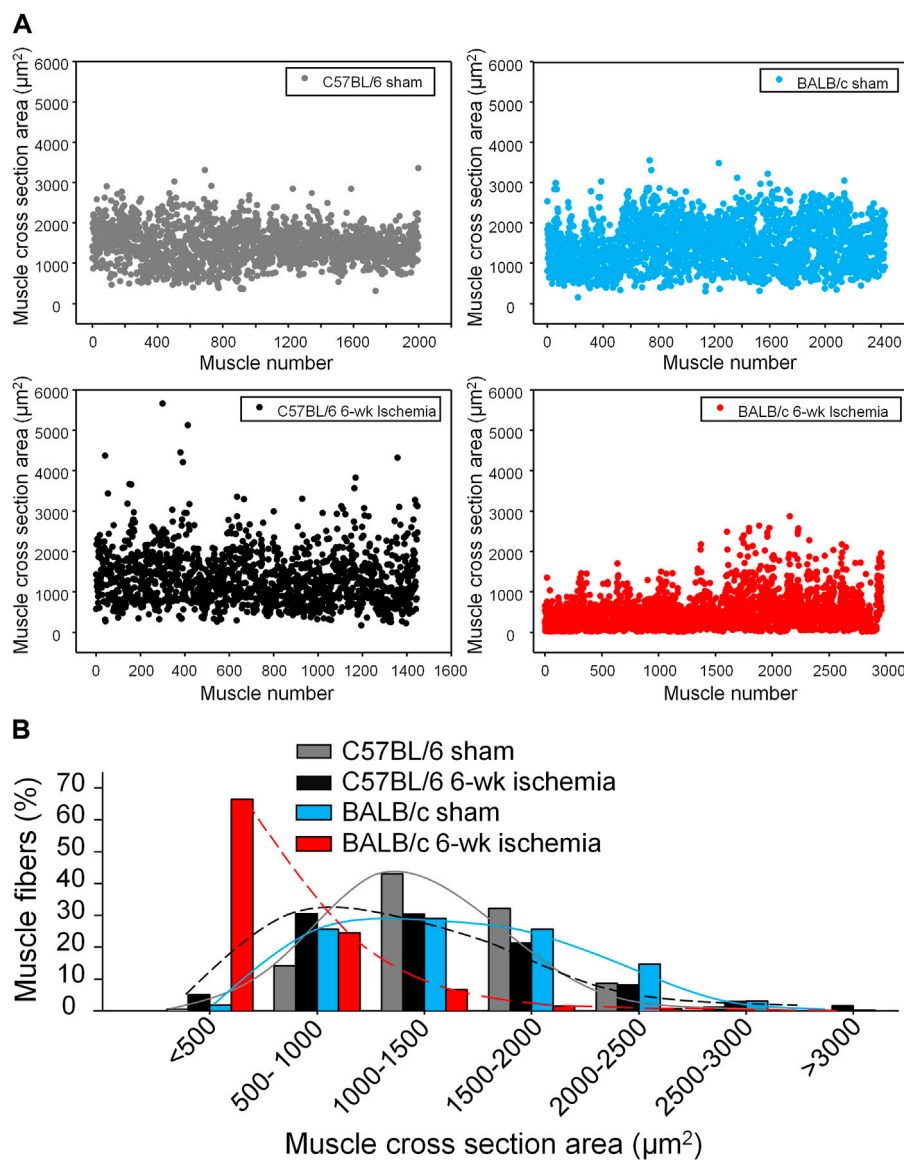 A
Muscle cross section area (µm²)
6000
5000
4000
3000
2000
1000
0
C57BL/6 sham
0 400 800 1200 1600 2000
Muscle number
Muscle cross section area (µm²)
6000
5000
4000
3000
2000
1000
0
BALB/c sham
0 400 800 1200 1600 2000 2400
Muscle number
Muscle cross section area (µm²)
6000
5000
4000
3000
2000
1000
0
C57BL/6 6-wk Ischemia
0 200 400 600 800 1000 1200 1400 1600
Muscle number
Muscle cross section area (µm²)
6000
5000
4000
3000
2000
1000
0
BALB/c 6-wk Ischemia
0 500 1000 1500 2000 2500 3000
Muscle number
B
C57BL/6 sham
C57BL/6 6-wk ischemia
BALB/c sham
BALB/c 6-wk ischemia
Muscle fibers (%)
70
60
50
40
30
20
10
0
<500
500- 1000
1000-1500
1500-2000
2000-2500
2500-3000
>3000
Muscle cross section area (µm²)